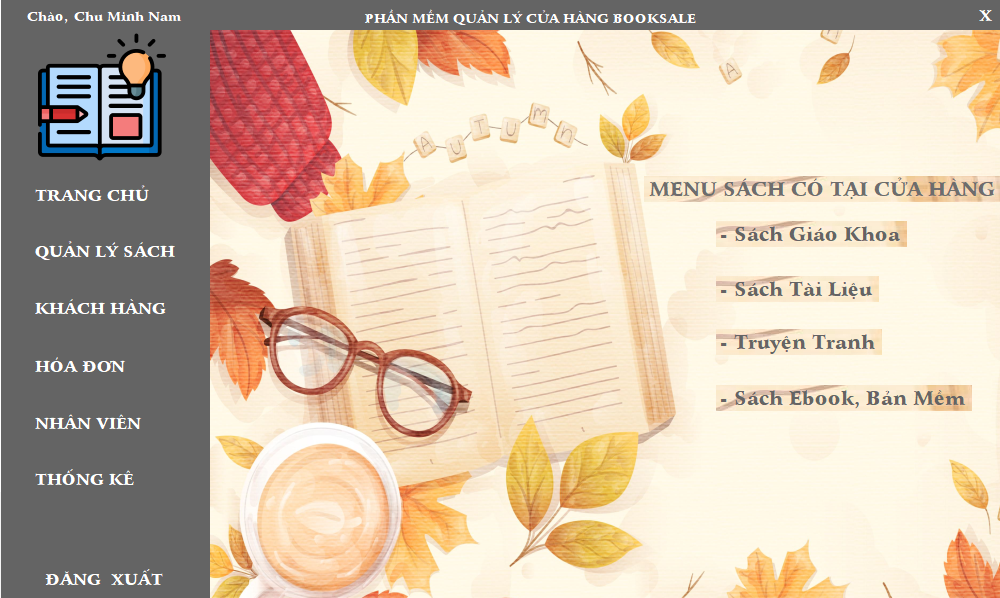 Chào, Chu Minh Nam
PHẦN MỀM QUẢN LÝ CỬA HÀNG BOOKSALE
X
TRANG CHỦ
QUẢN LÝ SÁCH
KHÁCH HÀNG
HÓA ĐƠN
NHÂN VIÊN
THỐNG KÊ
ĐĂNG XUẤT
A
AUTUMN
MENU SÁCH CÓ TẠI CỬA HÀNG
- Sách Giáo Khoa
- Sách Tài Liệu
- Truyện Tranh
- Sách Ebook, Bản Mềm